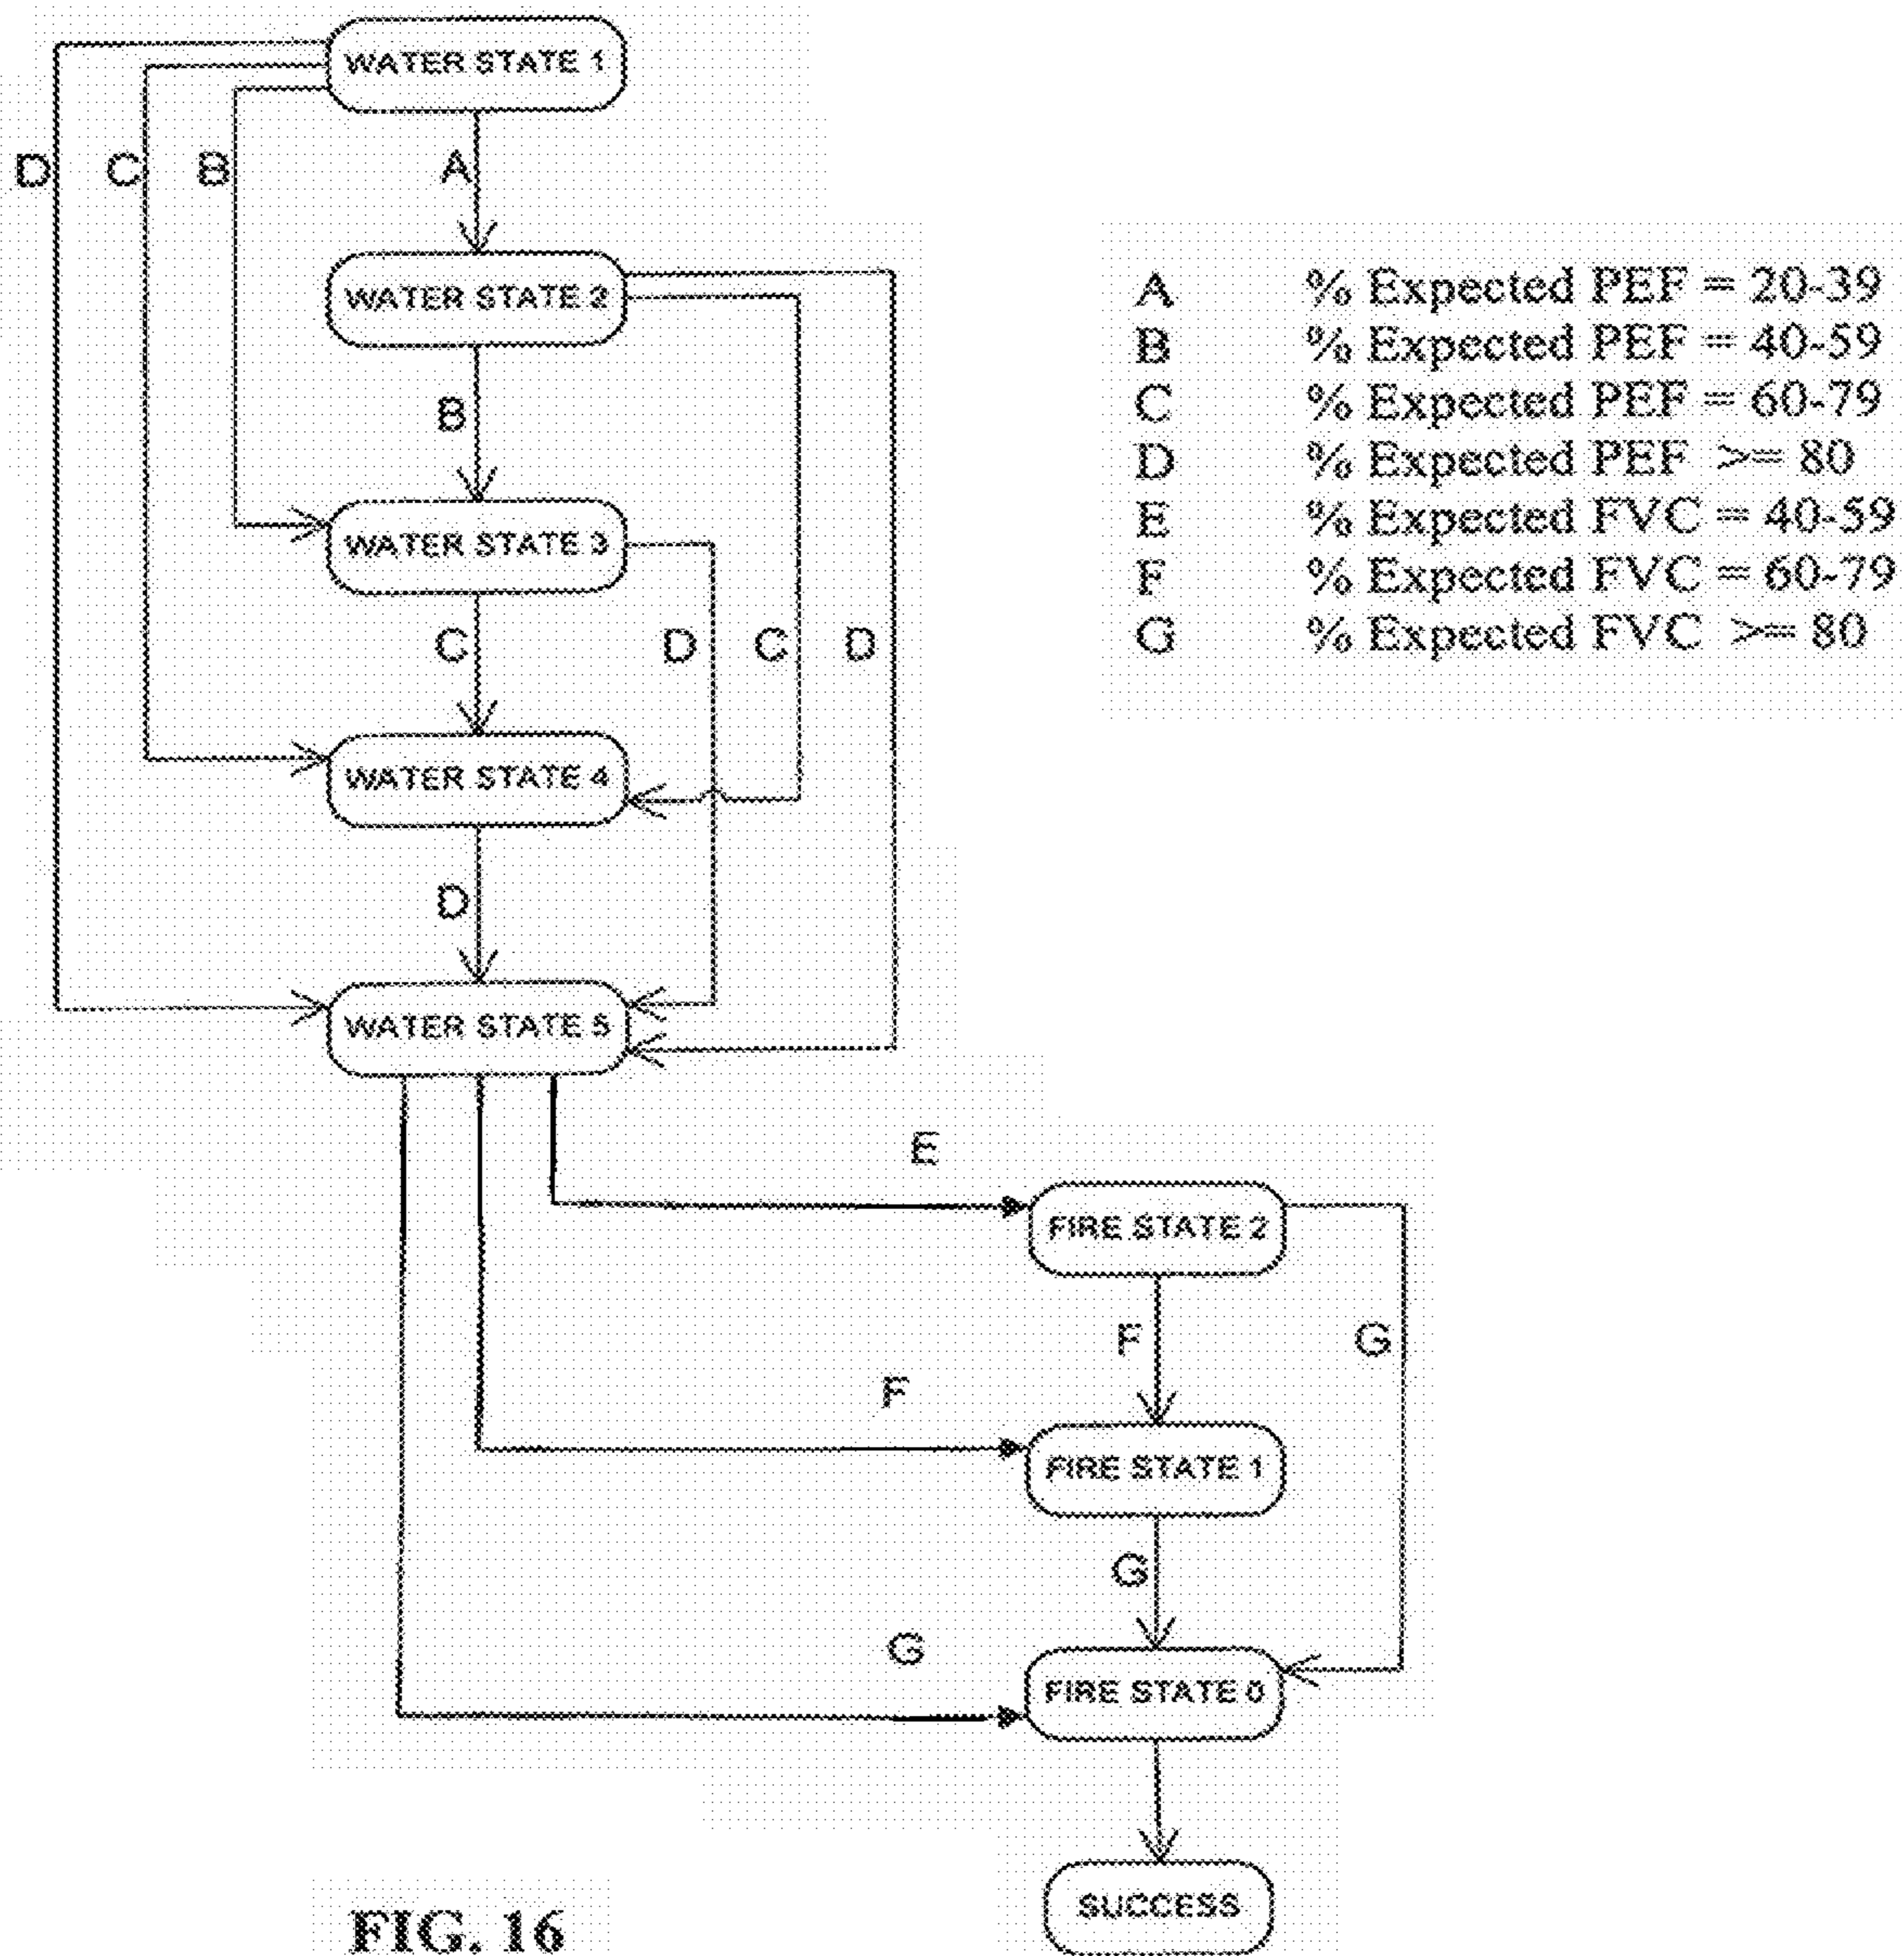 WATER STATE 1
D
C
B
A
WATER STATE 2
B
WATER STATE 3
C
D
C
D
WATER STATE 4
D
WATER STATE 5
A % Expected PEF = 20-39
B % Expected PEF = 40-59
C % Expected PEF = 60-79
D % Expected PEF >= 80
E % Expected FVC = 40-59
F % Expected FVC = 60-79
G % Expected FVC >= 80
E
FIRE STATE 2
F
G
F
FIRE STATE 1
G
G
FIRE STATE 0
SUCCESS
FIG. 16